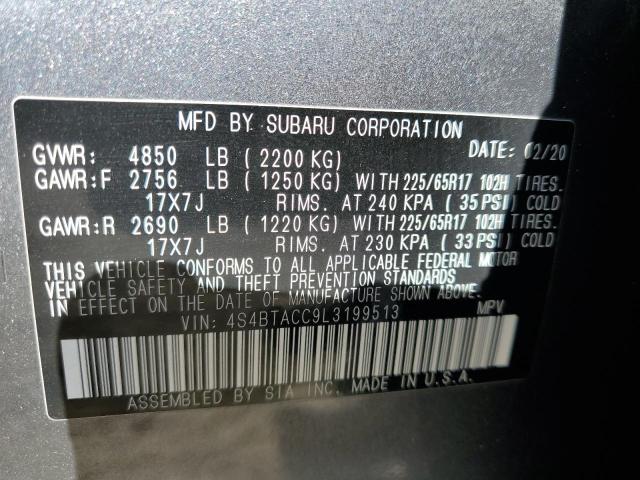 MFD BY SUBARU CORPORATION
GVWR: 4850 LB (2200 KG) DATE: 02/20
GAWR:F 2756 LB (1250 KG) WITH 225/65R17 102H TIRES.
17X7J RIMS. AT 240 KPA (35 PSI) COLD
GAWR:R 2690 LB (1220 KG) WITH 225/65R17 102H TIRES.
17X7J RIMS. AT 230 KPA (33 PSI) COLD
THIS VEHICLE CONFORMS TO ALL APPLICABLE FEDERAL MOTOR
VEHICLE SAFETY AND THEFT PREVENTION STANDARDS
IN EFFECT ON THE DATE OF MANUFACTURE SHOWN ABOVE.
VIN: 4S4BTACC9L3199513 MPV
ASSEMBLED BY SIA INC. MADE IN U.S.A.